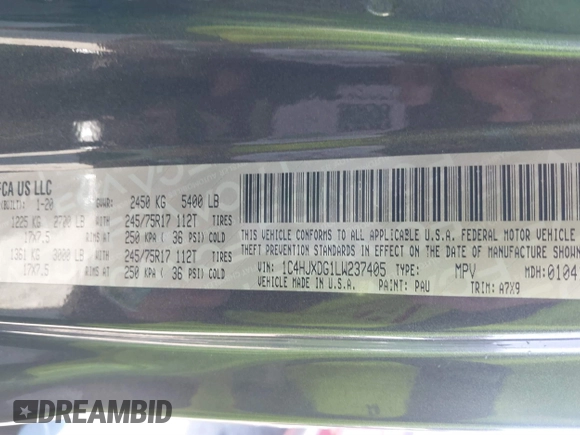 FCA US LLC
(BUILT): 1-20
GVWR: 2450 KG 5400 LB
1225 KG 2700 LB WITH 245/75R17 112T TIRES
17X7.5 RIMS AT 250 KPA ( 36 PSI) COLD
1361 KG 3000 LB WITH 245/75R17 112T TIRES
17X7.5 RIMS AT 250 KPA ( 36 PSI) COLD
THIS VEHICLE CONFORMS TO ALL APPLICABLE U.S.A. FEDERAL MOTOR VEHICLE
THEFT PREVENTION STANDARDS IN EFFECT ON THE DATE OF MANUFACTURE SHOWN
VIN: 1C4HJXDG1LW237405 TYPE: MPV MDH: 0104
VEHICLE MADE IN U.S.A. PAINT: PAU TRIM: A7X9
DREAMBID